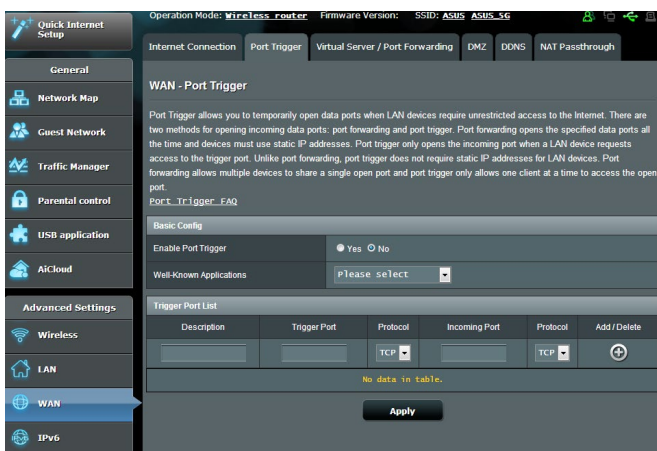 Quick Internet Setup
Operation Mode: Wireless router Firmware Version: SSID: ASUS ASUS_5G
Internet Connection Port Trigger Virtual Server / Port Forwarding DMZ DDNS NAT Passthrough
General
Network Map
Guest Network
Traffic Manager
Parental control
USB application
AiCloud
Advanced Settings
Wireless
LAN
WAN
IPv6
WAN - Port Trigger
Port Trigger allows you to temporarily open data ports when LAN devices require unrestricted access to the Internet. There are
two methods for opening incoming data ports: port forwarding and port trigger. Port forwarding opens the specified data ports all
the time and devices must use static IP addresses. Port trigger only opens the incoming port when a LAN device requests
access to the trigger port. Unlike port forwarding, port trigger does not require static IP addresses for LAN devices. Port
forwarding allows multiple devices to share a single open port and port trigger only allows one client at a time to access the open
port.
Port Trigger FAQ
Basic Config
Enable Port Trigger Yes No
Well-Known Applications Please select
Trigger Port List
Description Trigger Port Protocol Incoming Port Protocol Add / Delete
TCP TCP
No data in table.
Apply